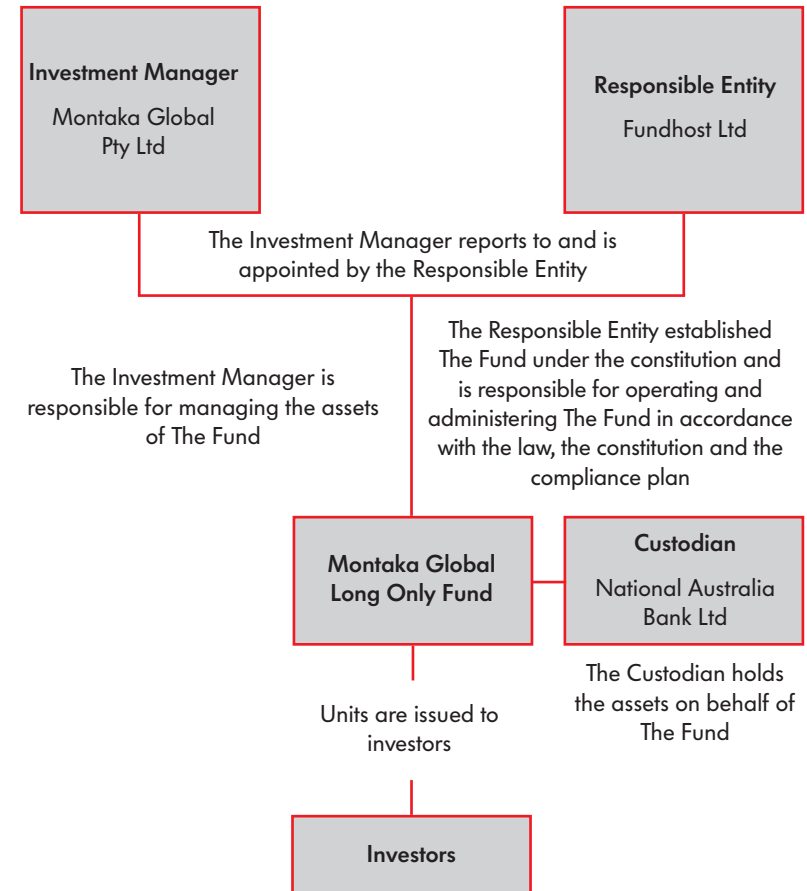 Investment Manager
Montaka Global
Pty Ltd
Responsible Entity
Fundhost Ltd
The Investment Manager reports to and is
appointed by the Responsible Entity
The Investment Manager is
responsible for managing the assets
of The Fund
The Responsible Entity established
The Fund under the constitution and
is responsible for operating and
administering The Fund in accordance
with the law, the constitution and the
compliance plan
Montaka Global
Long Only Fund
Custodian
National Australia
Bank Ltd
The Custodian holds
the assets on behalf of
The Fund
Units are issued to
investors
Investors